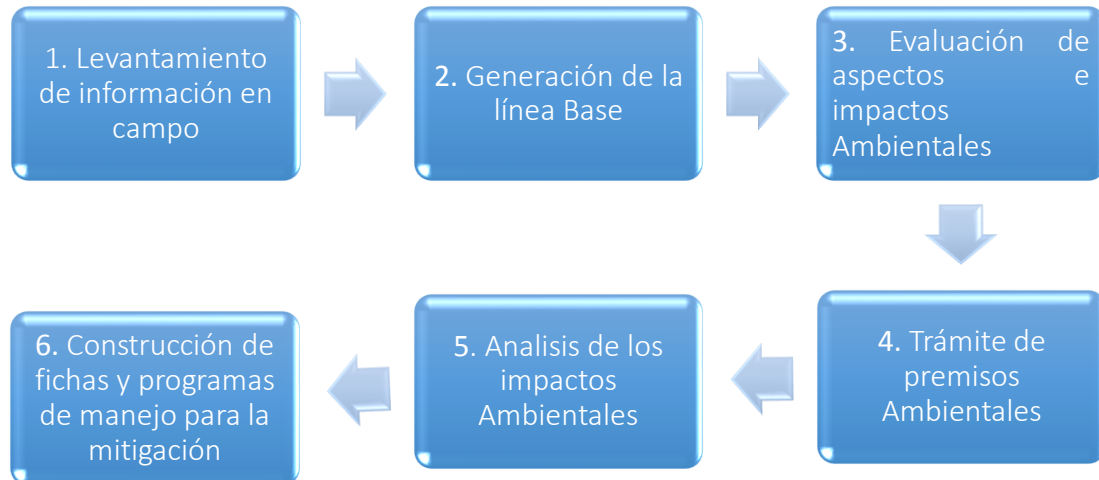 1. Levantamiento
de información en
campo
2. Generación de la
línea Base
3. Evaluación de
aspectos e
impactos
Ambientales
4. Trámite de
premisos
Ambientales
5. Analisis de los
impactos
Ambientales
6. Construcción de
fichas y programas
de manejo para la
mitigación